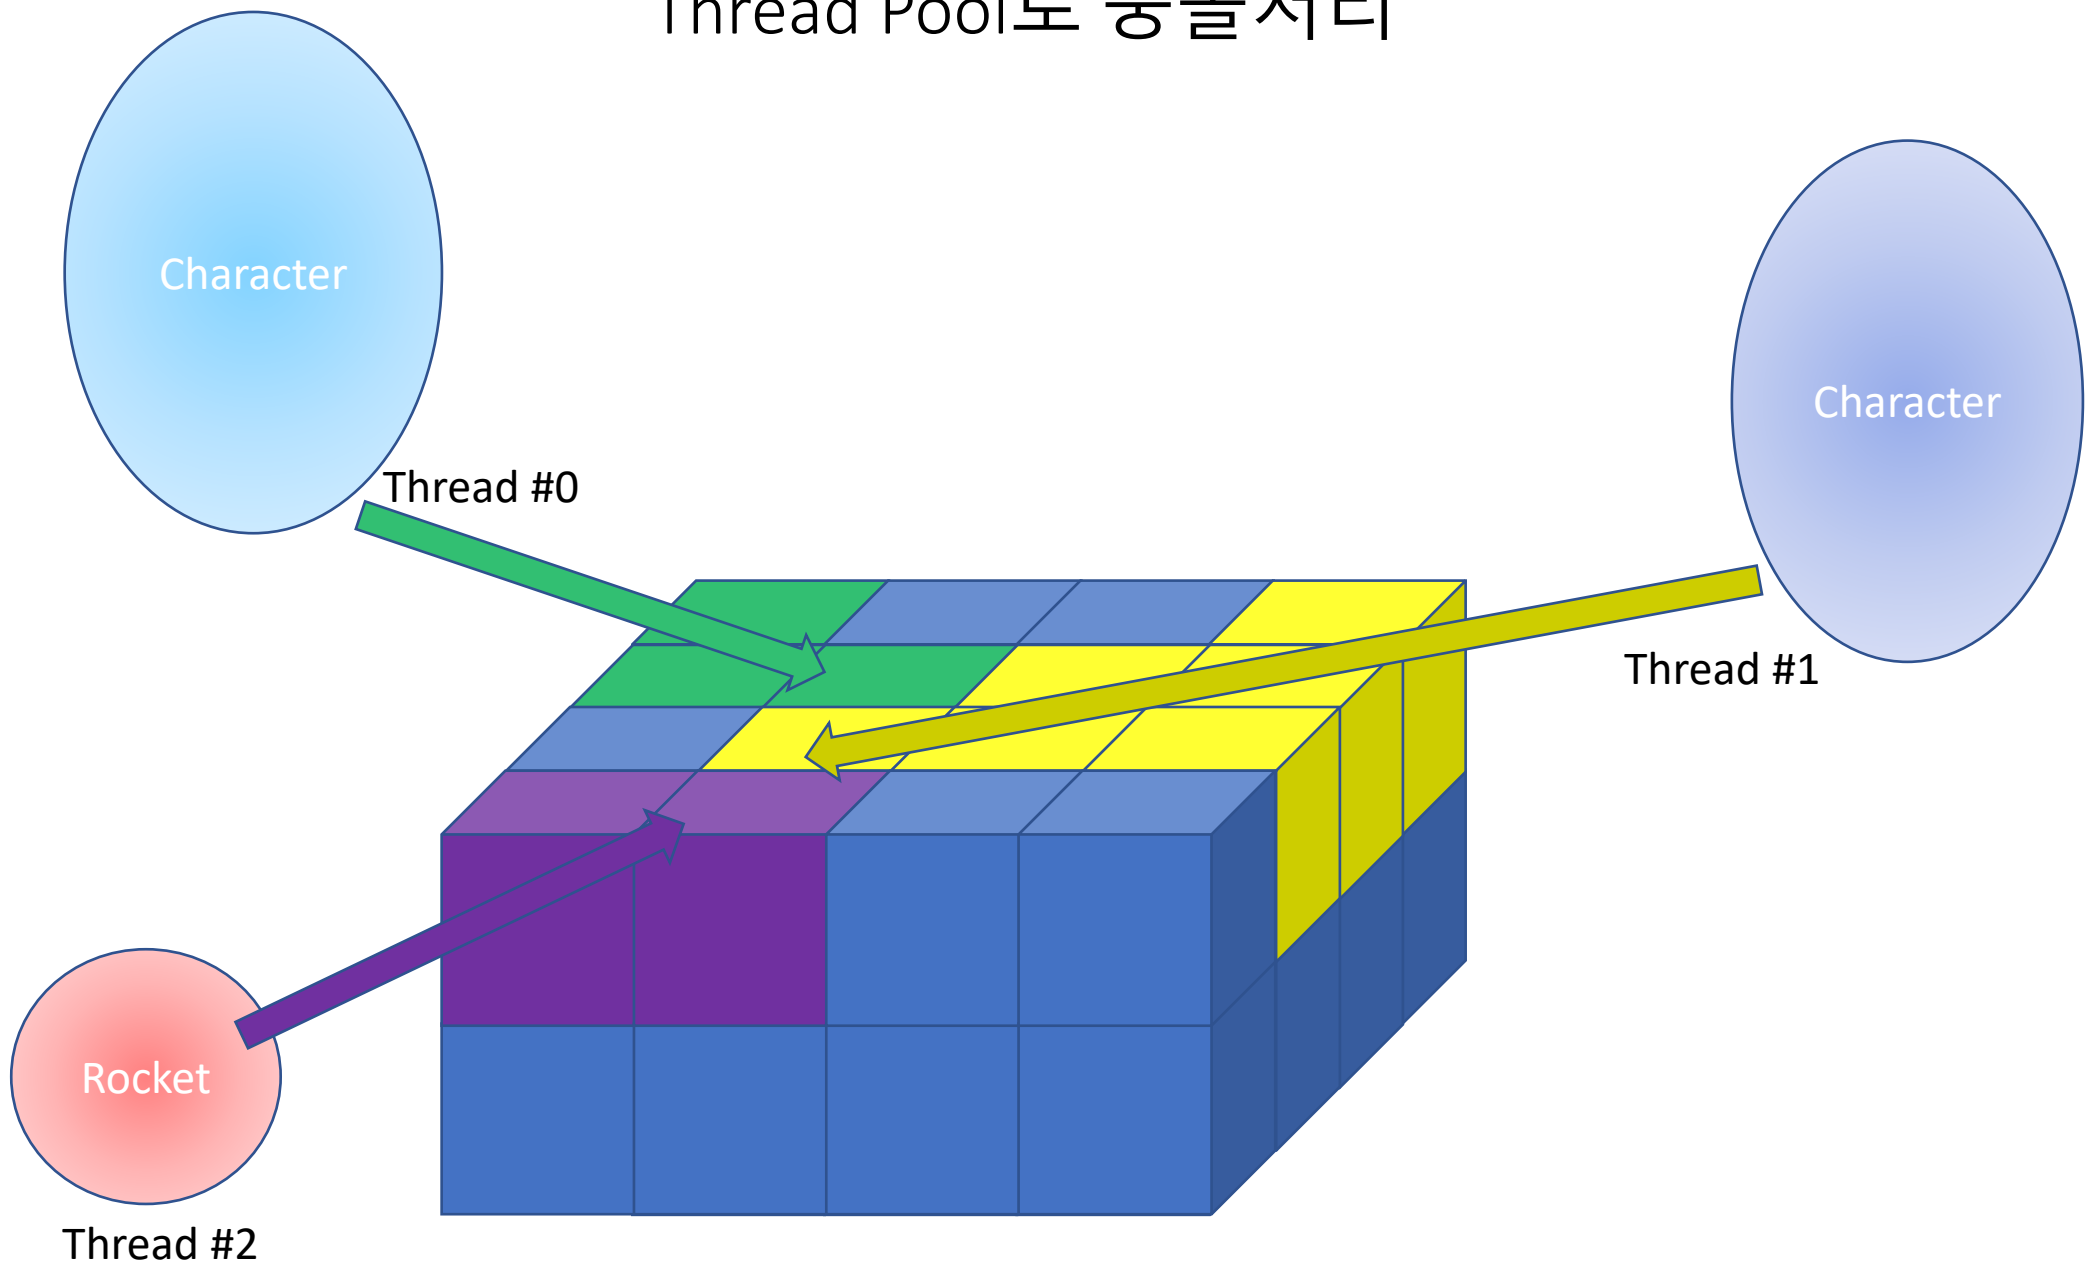 Thread Pool로 충돌처리
Character
Character
Thread #0
Thread #1
Rocket
Thread #2